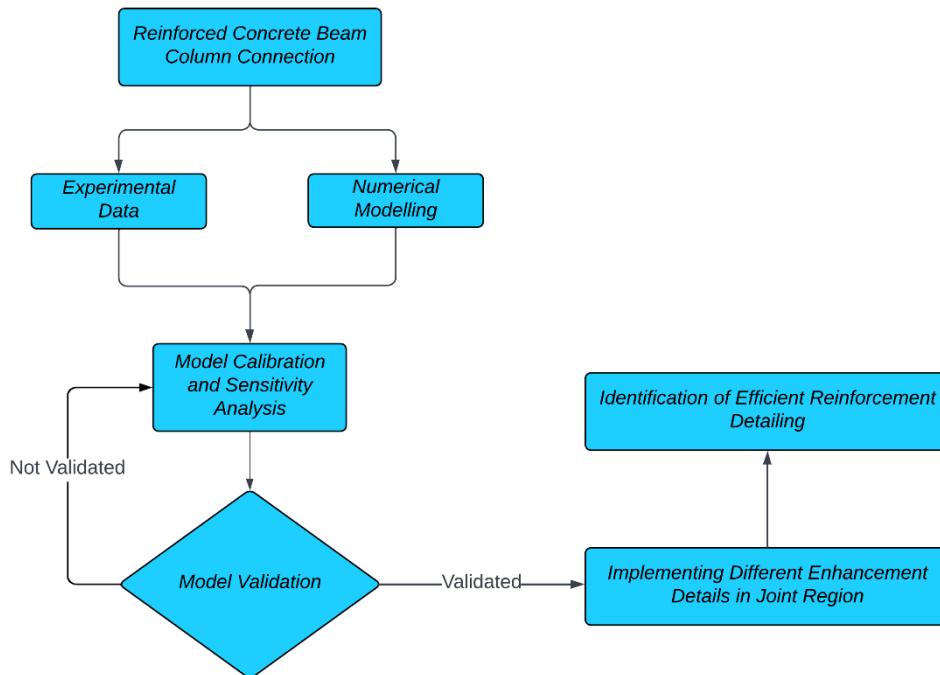 Reinforced Concrete Beam
Column Connection
Experimental
Data
Numerical
Modelling
Model Calibration
and Sensitivity
Analysis
Identification of Efficient Reinforcement
Detailing
Not Validated
Model Validation
Validated
Implementing Different Enhancement
Details in Joint Region